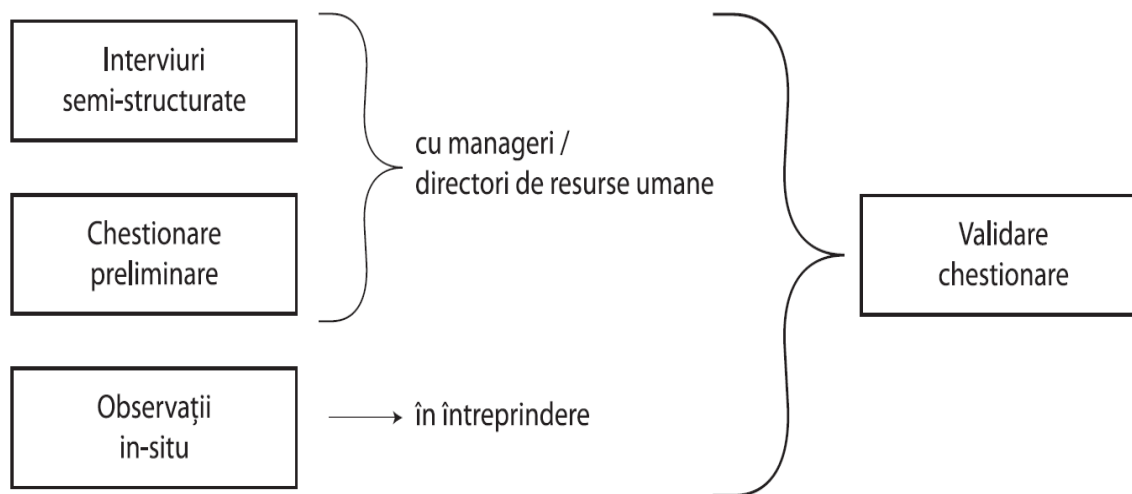 Interviuri
semi-structurate
cu manageri /
directori de resurse umane
Chestionare
preliminare
Validare
chestionare
Observații
in-situ
în întreprindere